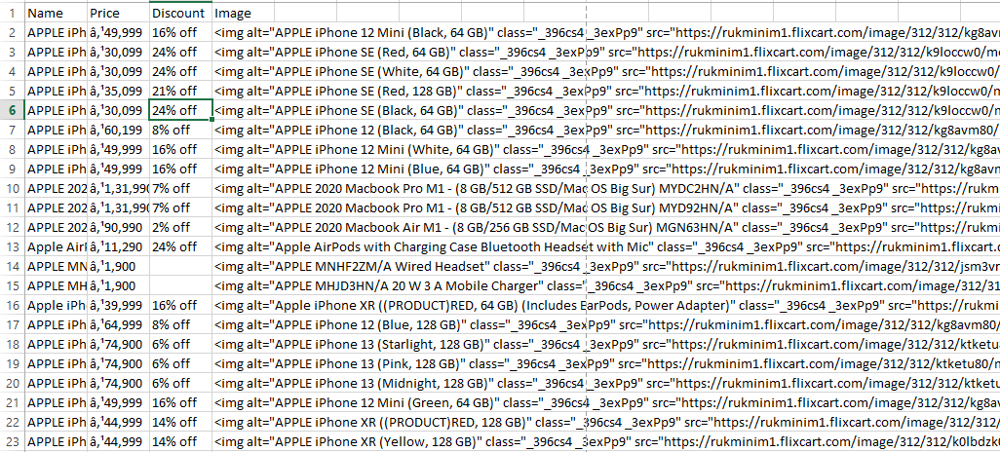 1 Name Price Discount Image
2 APPLE iPh â‚¹49,999 16% off <img alt="APPLE iPhone 12 Mini (Black, 64 GB)" class="_396cs4 _3exPp9" src="https://rukminim1.flixcart.com/image/312/312/kg8av
3 APPLE iPh â‚¹30,099 24% off <img alt="APPLE iPhone SE (Red, 64 GB)" class="_396cs4 _3exPp9" src="https://rukminim1.flixcart.com/image/312/312/k9loccw0/m
4 APPLE iPh â‚¹30,099 24% off <img alt="APPLE iPhone SE (White, 64 GB)" class="_396cs4 _3exPp9" src="https://rukminim1.flixcart.com/image/312/312/k9loccw0
5 APPLE iPh â‚¹35,099 21% off <img alt="APPLE iPhone SE (Red, 128 GB)" class="_396cs4 _3exPp9" src="https://rukminim1.flixcart.com/image/312/312/k9loccw0/
6 APPLE iPh â‚¹30,099 24% off <img alt="APPLE iPhone SE (Black, 64 GB)" class="_396cs4 _3exPp9" src="https://rukminim1.flixcart.com/image/312/312/k9loccw0/
7 APPLE iPh â‚¹60,199 8% off <img alt="APPLE iPhone 12 (Black, 64 GB)" class="_396cs4 _3exPp9" src="https://rukminim1.flixcart.com/image/312/312/kg8avm80/
8 APPLE iPh â‚¹49,999 16% off <img alt="APPLE iPhone 12 Mini (White, 64 GB)" class="_396cs4 _3exPp9" src="https://rukminim1.flixcart.com/image/312/312/kg8av
9 APPLE iPh â‚¹49,999 16% off <img alt="APPLE iPhone 12 Mini (Blue, 64 GB)" class="_396cs4 _3exPp9" src="https://rukminim1.flixcart.com/image/312/312/kg8avm
10 APPLE 202 â‚¹1,31,990 7% off <img alt="APPLE 2020 Macbook Pro M1 - (8 GB/512 GB SSD/Mac OS Big Sur) MYDC2HN/A" class="_396cs4 _3exPp9" src="https://rukm
11 APPLE 202 â‚¹1,31,990 7% off <img alt="APPLE 2020 Macbook Pro M1 - (8 GB/512 GB SSD/Mac OS Big Sur) MYD92HN/A" class="_396cs4 _3exPp9" src="https://rukm
12 APPLE 202 â‚¹90,990 2% off <img alt="APPLE 2020 Macbook Air M1 - (8 GB/256 GB SSD/Mac OS Big Sur) MGN63HN/A" class="_396cs4 _3exPp9" src="https://rukm
13 Apple AirI â‚¹11,290 24% off <img alt="Apple AirPods with Charging Case Bluetooth Headset with Mic" class="_396cs4 _3exPp9" src="https://rukminim1.flixcart.co
14 APPLE MN â‚¹1,900 <img alt="APPLE MNHF2ZM/A Wired Headset" class="_396cs4 _3exPp9" src="https://rukminim1.flixcart.com/image/312/312/jsm3vr
15 APPLE MH â‚¹1,900 <img alt="APPLE MHJD3HN/A 20 W 3 A Mobile Charger" class="_396cs4 _3exPp9" src="https://rukminim1.flixcart.com/image/312/31
16 Apple iPh â‚¹39,999 16% off <img alt="Apple iPhone XR ((PRODUCT)RED, 64 GB) (Includes EarPods, Power Adapter)" class="_396cs4 _3exPp9" src="https://rukmin
17 APPLE iPh â‚¹64,999 8% off <img alt="APPLE iPhone 12 (Blue, 128 GB)" class="_396cs4 _3exPp9" src="https://rukminim1.flixcart.com/image/312/312/kg8avm80/
18 APPLE iPh â‚¹74,900 6% off <img alt="APPLE iPhone 13 (Starlight, 128 GB)" class="_396cs4 _3exPp9" src="https://rukminim1.flixcart.com/image/312/312/ktketu
19 APPLE iPh â‚¹74,900 6% off <img alt="APPLE iPhone 13 (Pink, 128 GB)" class="_396cs4 _3exPp9" src="https://rukminim1.flixcart.com/image/312/312/ktketu80/m
20 APPLE iPh â‚¹74,900 6% off <img alt="APPLE iPhone 13 (Midnight, 128 GB)" class="_396cs4 _3exPp9" src="https://rukminim1.flixcart.com/image/312/312/ktketu
21 APPLE iPh â‚¹49,999 16% off <img alt="APPLE iPhone 12 Mini (Green, 64 GB)" class="_396cs4 _3exPp9" src="https://rukminim1.flixcart.com/image/312/312/kg8av
22 APPLE iPh â‚¹44,999 14% off <img alt="APPLE iPhone XR ((PRODUCT)RED, 128 GB)" class="_396cs4 _3exPp9" src="https://rukminim1.flixcart.com/image/312/312
23 APPLE iPh â‚¹44,999 14% off <img alt="APPLE iPhone XR (Yellow, 128 GB)" class="_396cs4 _3exPp9" src="https://rukminim1.flixcart.com/image/312/312/k0lbdzk